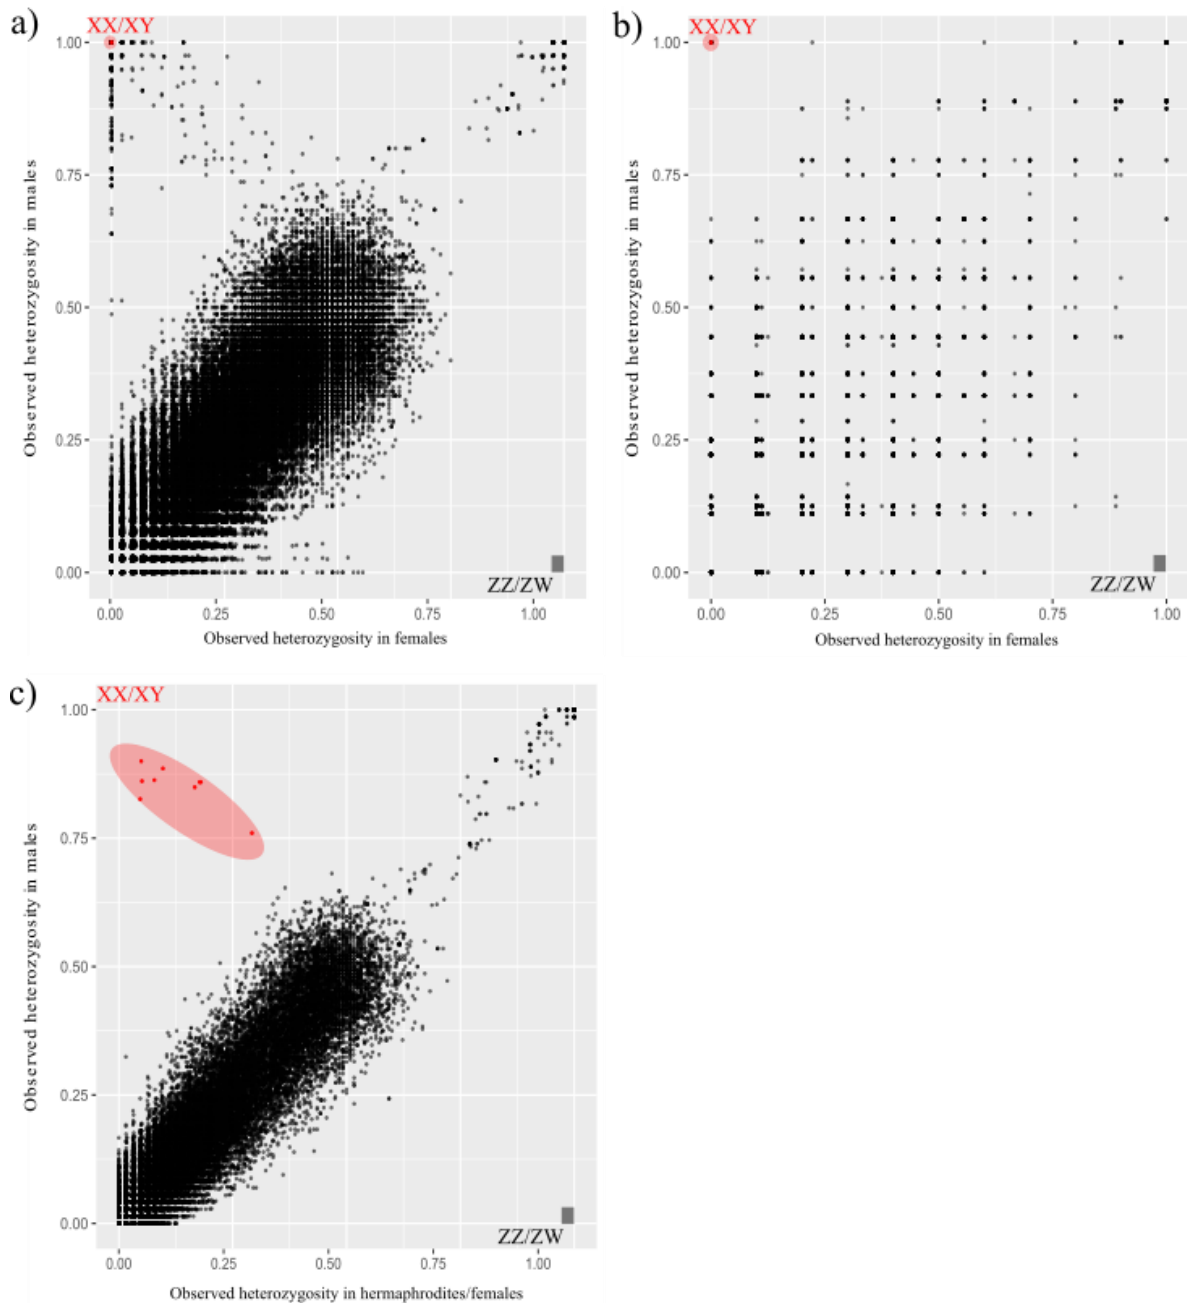 a)
XX/XY
1.00
0.75
0.50
0.25
0.00
Observed heterozygosity in males
ZZ/ZW
0.00 0.25 0.50 0.75 1.00
Observed heterozygosity in females
b)
XX/XY
1.00
0.75
0.50
0.25
0.00
Observed heterozygosity in males
ZZ/ZW
0.00 0.25 0.50 0.75 1.00
Observed heterozygosity in females
c)
XX/XY
1.00
0.75
0.50
0.25
0.00
Observed heterozygosity in males
ZZ/ZW
0.00 0.25 0.50 0.75 1.00
Observed heterozygosity in hermaphrodites/females